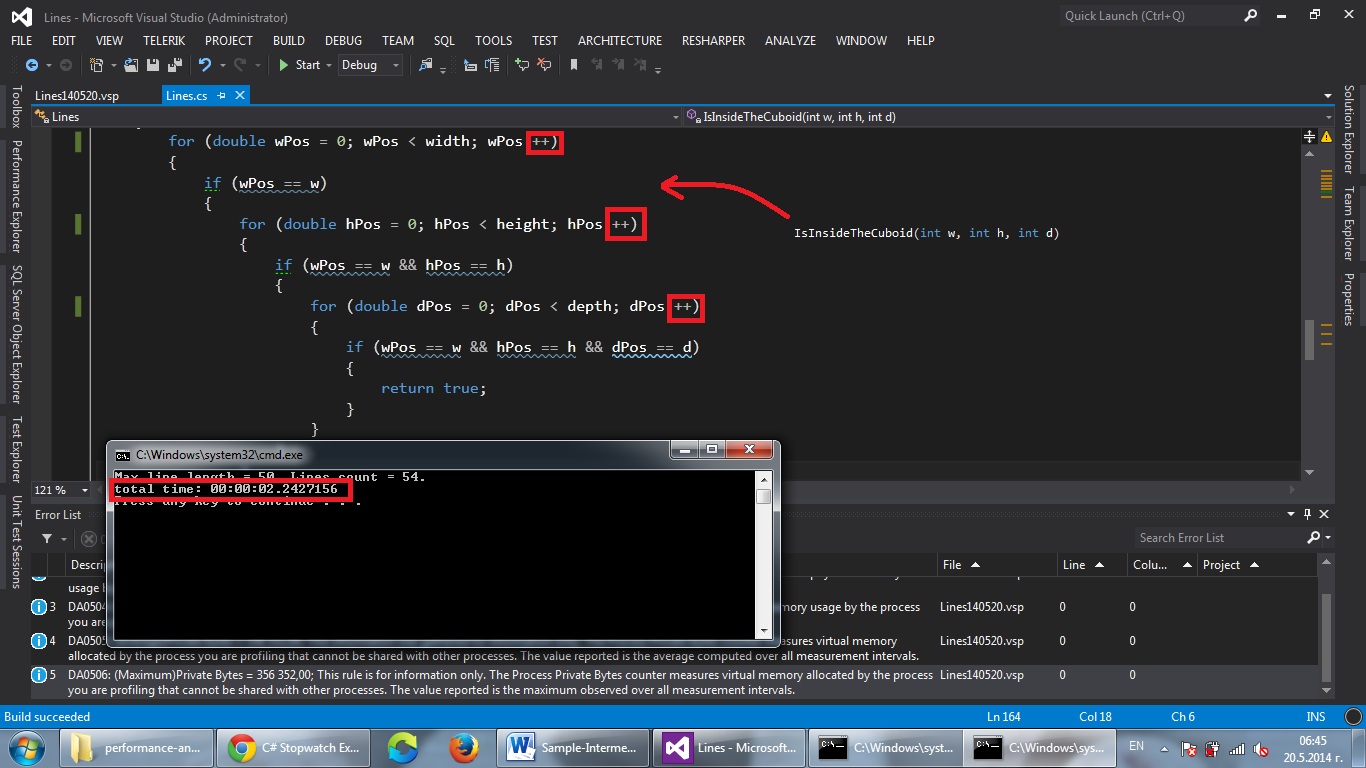 Lines - Microsoft Visual Studio (Administrator)
Quick Launch (Ctrl+Q)
FILE EDIT VIEW TELERIK PROJECT BUILD DEBUG TEAM SQL TOOLS TEST ARCHITECTURE RESHARPER ANALYZE WINDOW HELP
Start Debug
Lines140520.vsp Lines.cs
Lines IsInsideTheCuboid(int w, int h, int d)
Toolbox
Performance Explorer
SQL Server Object Explorer
Test Explorer
Unit Test Sessions
Solution Explorer
Team Explorer
Properties
for (double wPos = 0; wPos < width; wPos ++)
{
if (wPos == w)
{
for (double hPos = 0; hPos < height; hPos ++)
IsInsideTheCuboid(int w, int h, int d)
{
if (wPos == w && hPos == h)
{
for (double dPos = 0; dPos < depth; dPos ++)
{
if (wPos == w && hPos == h && dPos == d)
{
return true;
}
}
C:\Windows\system32\cmd.exe
Max line length = 50. Lines count = 54.
total time: 00:00:02.2427156
Press any key to continue . . .
121 %
Error List
Search Error List
File Line Colu... Project
usage
3 DA0504 mory usage by the process Lines140520.vsp 0 0
you are
4 DA050 asures virtual memory Lines140520.vsp 0 0
allocated by the process you are profiling that cannot be shared with other processes. The value reported is the average computed over all measurement intervals.
5 DA0506: (Maximum)Private Bytes = 356 352,00; This rule is for information only. The Process Private Bytes counter measures virtual memory allocated by the process Lines140520.vsp 0 0
you are profiling that cannot be shared with other processes. The value reported is the maximum observed over all measurement intervals.
Build succeeded Ln 164 Col 18 Ch 6 INS
performance-an... C# Stopwatch Ex... Sample-Interme... Lines - Microsoft... C:\Windows\syst... C:\Windows\sys...
EN 06:45
20.5.2014 г.